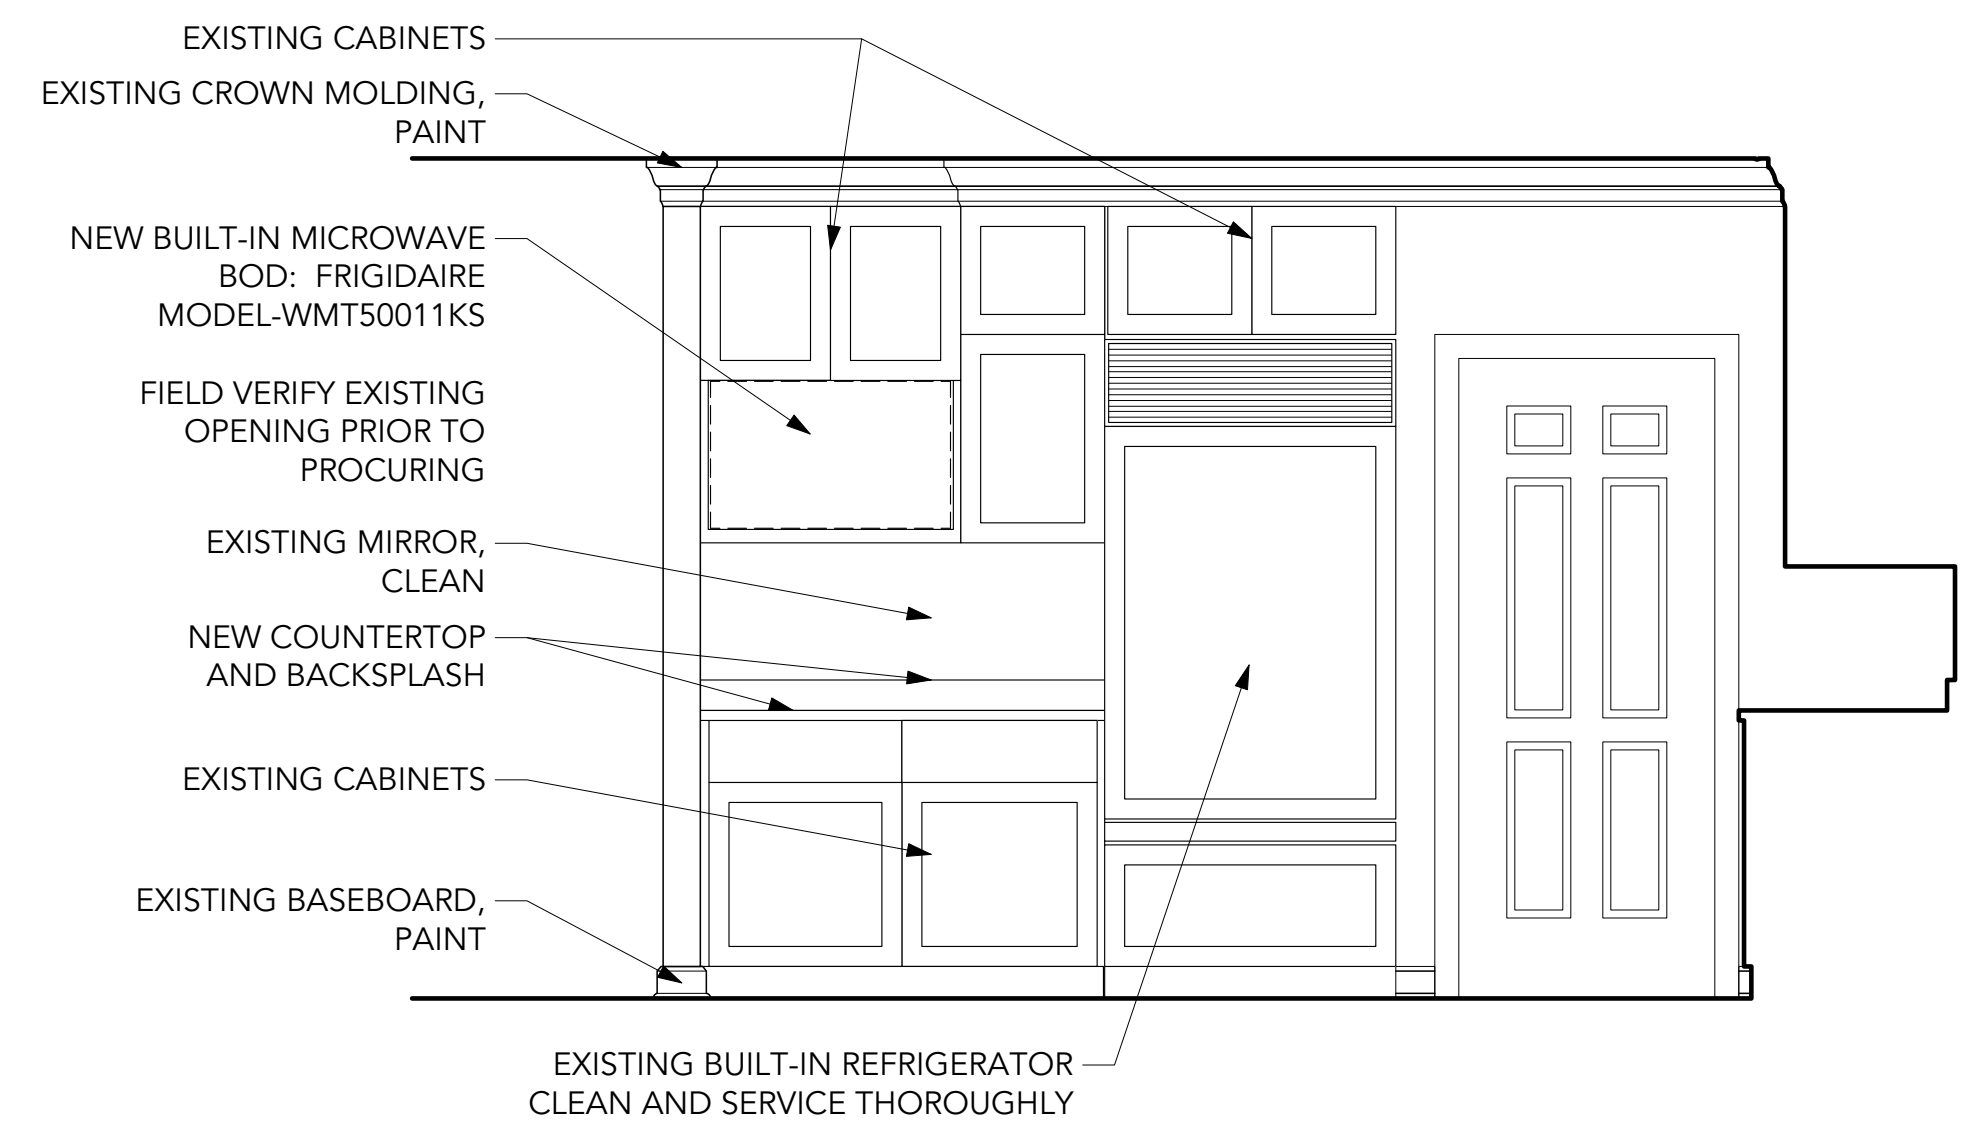 EXISTING CABINETS
EXISTING CROWN MOLDING,
PAINT
NEW BUILT-IN MICROWAVE
BOD: FRIGIDAIRE
MODEL-WMT50011KS
FIELD VERIFY EXISTING
OPENING PRIOR TO
PROCURING
EXISTING MIRROR,
CLEAN
NEW COUNTERTOP
AND BACKSPLASH
EXISTING CABINETS
EXISTING BASEBOARD,
PAINT
EXISTING BUILT-IN REFRIGERATOR
CLEAN AND SERVICE THOROUGHLY